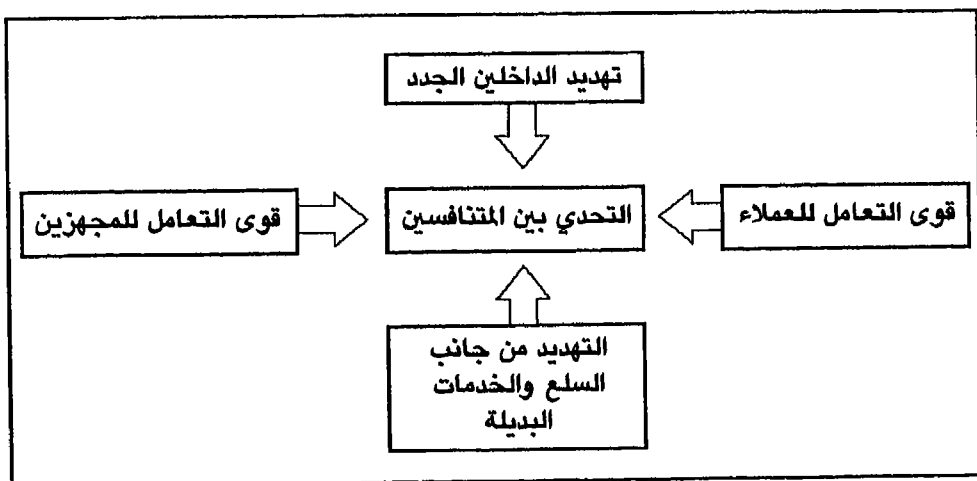 تهديد الداخلين الجدد
قوى التعامل للعملاء
التحدي بين المتنافسين
قوى التعامل للمجهزين
التهديد من جانب
السلع والخدمات
البديلة